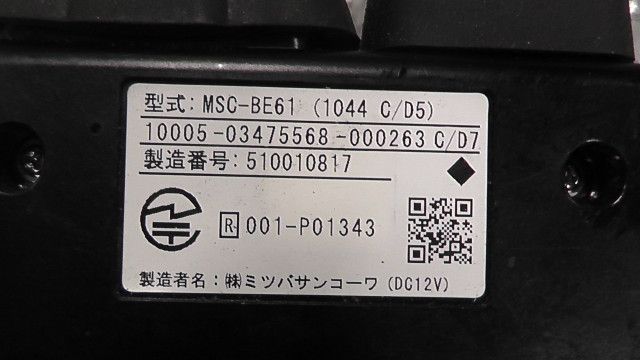 型式: MSC-BE61 (1044 C/D5)
10005-03475568-000263 C/D7
製造番号: 510010817
R 001-P01343
製造者名: ㈱ミツバサンコーワ (DC12V)